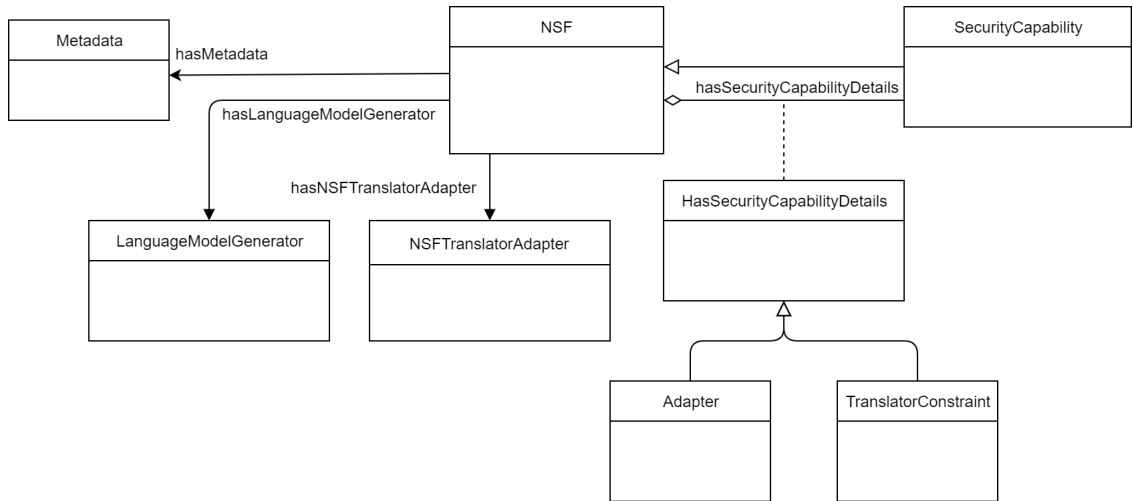 Metadata
NSF
SecurityCapability
hasMetadata
hasSecurityCapabilityDetails
hasLanguageModelGenerator
hasNSFTranslatorAdapter
HasSecurityCapabilityDetails
LanguageModelGenerator
NSFTranslatorAdapter
Adapter
TranslatorConstraint